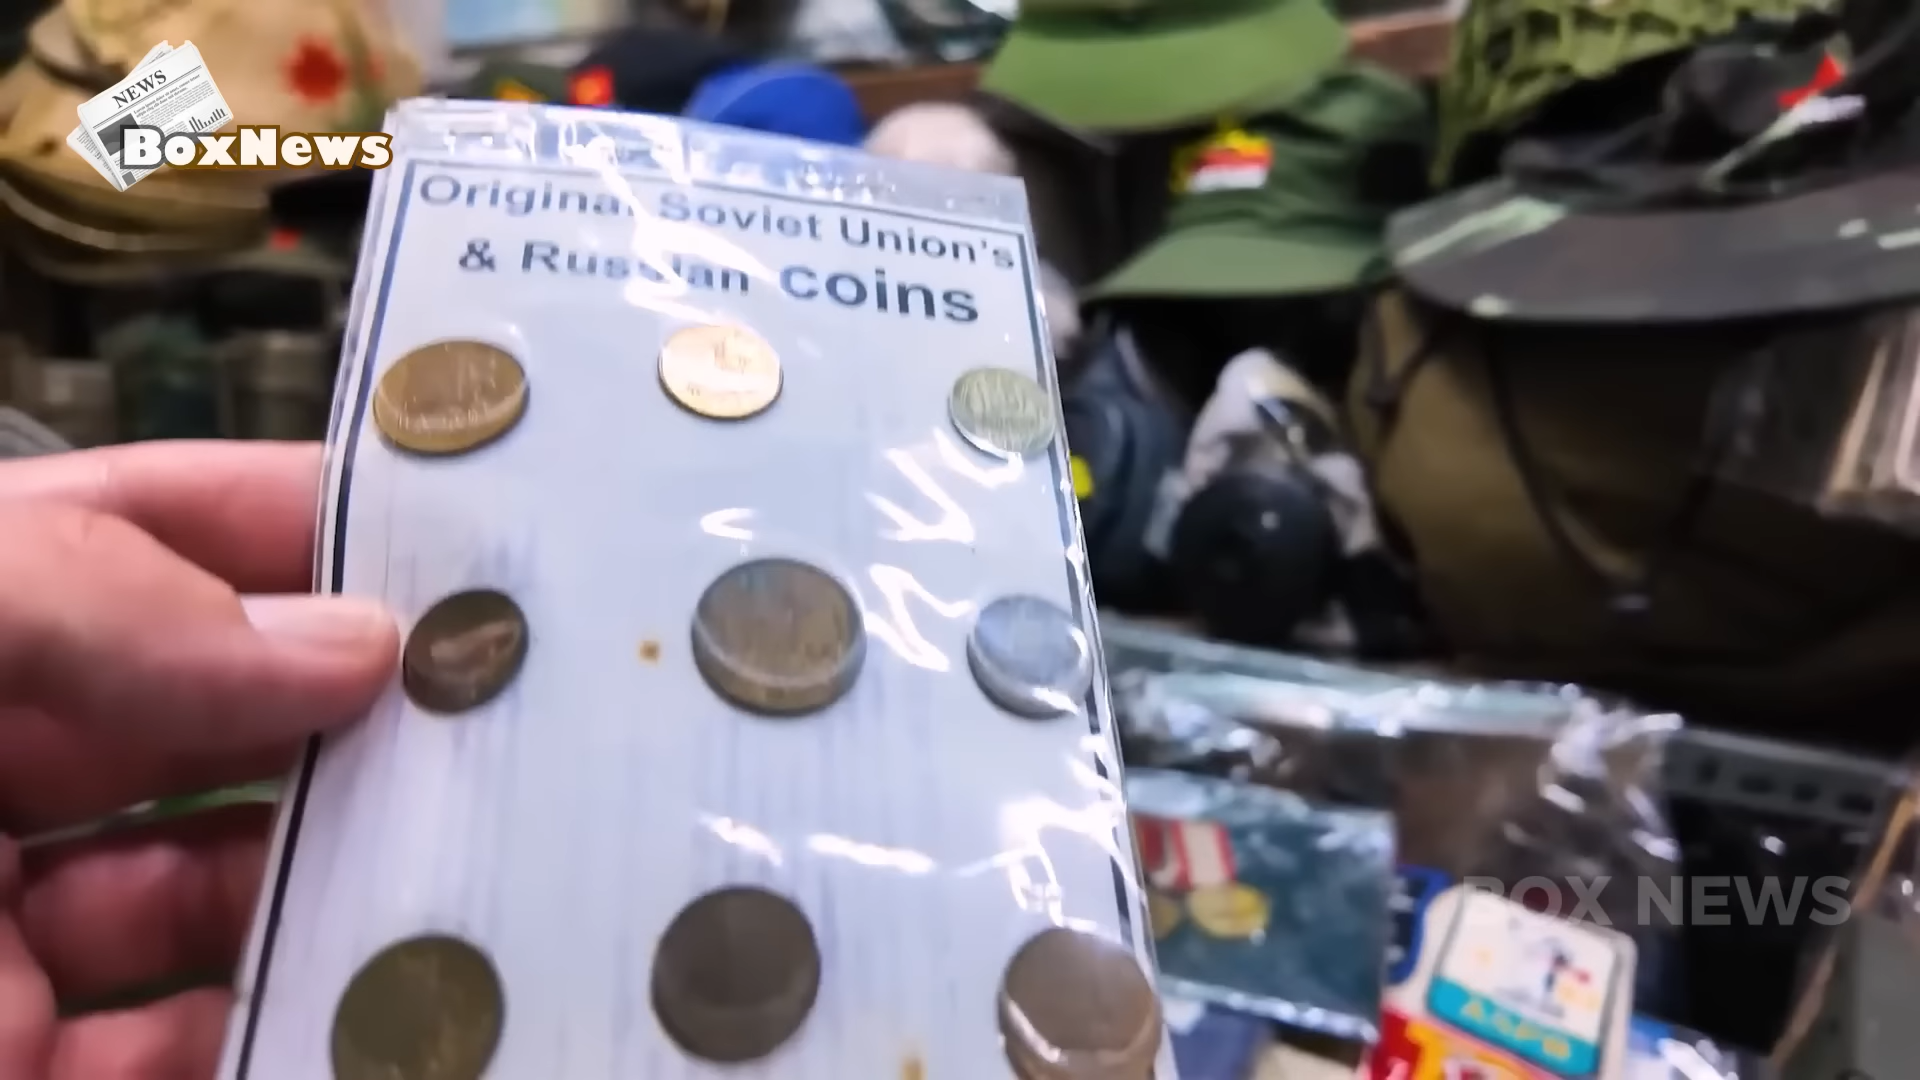 NEWS
BoxNews
Original Soviet Union's
& Russian coins
BOX NEWS